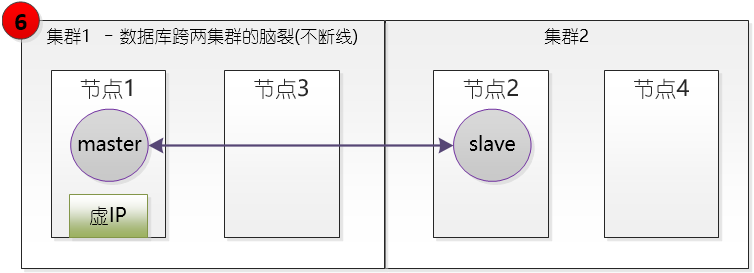 6
集群1 - 数据库跨两集群的脑裂(不断线)
集群2
节点1
节点3
节点2
节点4
master
slave
虚IP